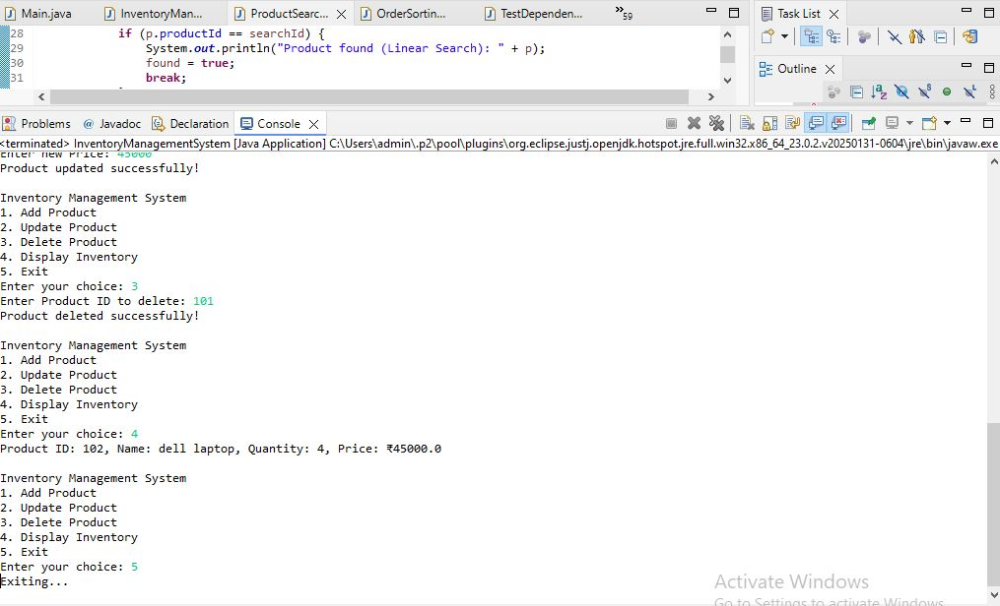 Main.java InventoryMan... ProductSearc... OrderSortin... TestDependen... »59
Task List
28 if (p.productId == searchId) {
29 System.out.println("Product found (Linear Search): " + p);
30 found = true;
31 break;
Outline
Problems @ Javadoc Declaration Console
<terminated> InventoryManagementSystem [Java Application] C:\Users\admin\.p2\pool\plugins\org.eclipse.justj.openjdk.hotspot.jre.full.win32.x86_64_23.0.2.v20250131-0604\jre\bin\javaw.exe
Enter new Price: 45000
Product updated successfully!
Inventory Management System
1. Add Product
2. Update Product
3. Delete Product
4. Display Inventory
5. Exit
Enter your choice: 3
Enter Product ID to delete: 101
Product deleted successfully!
Inventory Management System
1. Add Product
2. Update Product
3. Delete Product
4. Display Inventory
5. Exit
Enter your choice: 4
Product ID: 102, Name: dell laptop, Quantity: 4, Price: ₹45000.0
Inventory Management System
1. Add Product
2. Update Product
3. Delete Product
4. Display Inventory
5. Exit
Enter your choice: 5
Exiting...
Activate Windows
Go to Settings to activate Windows